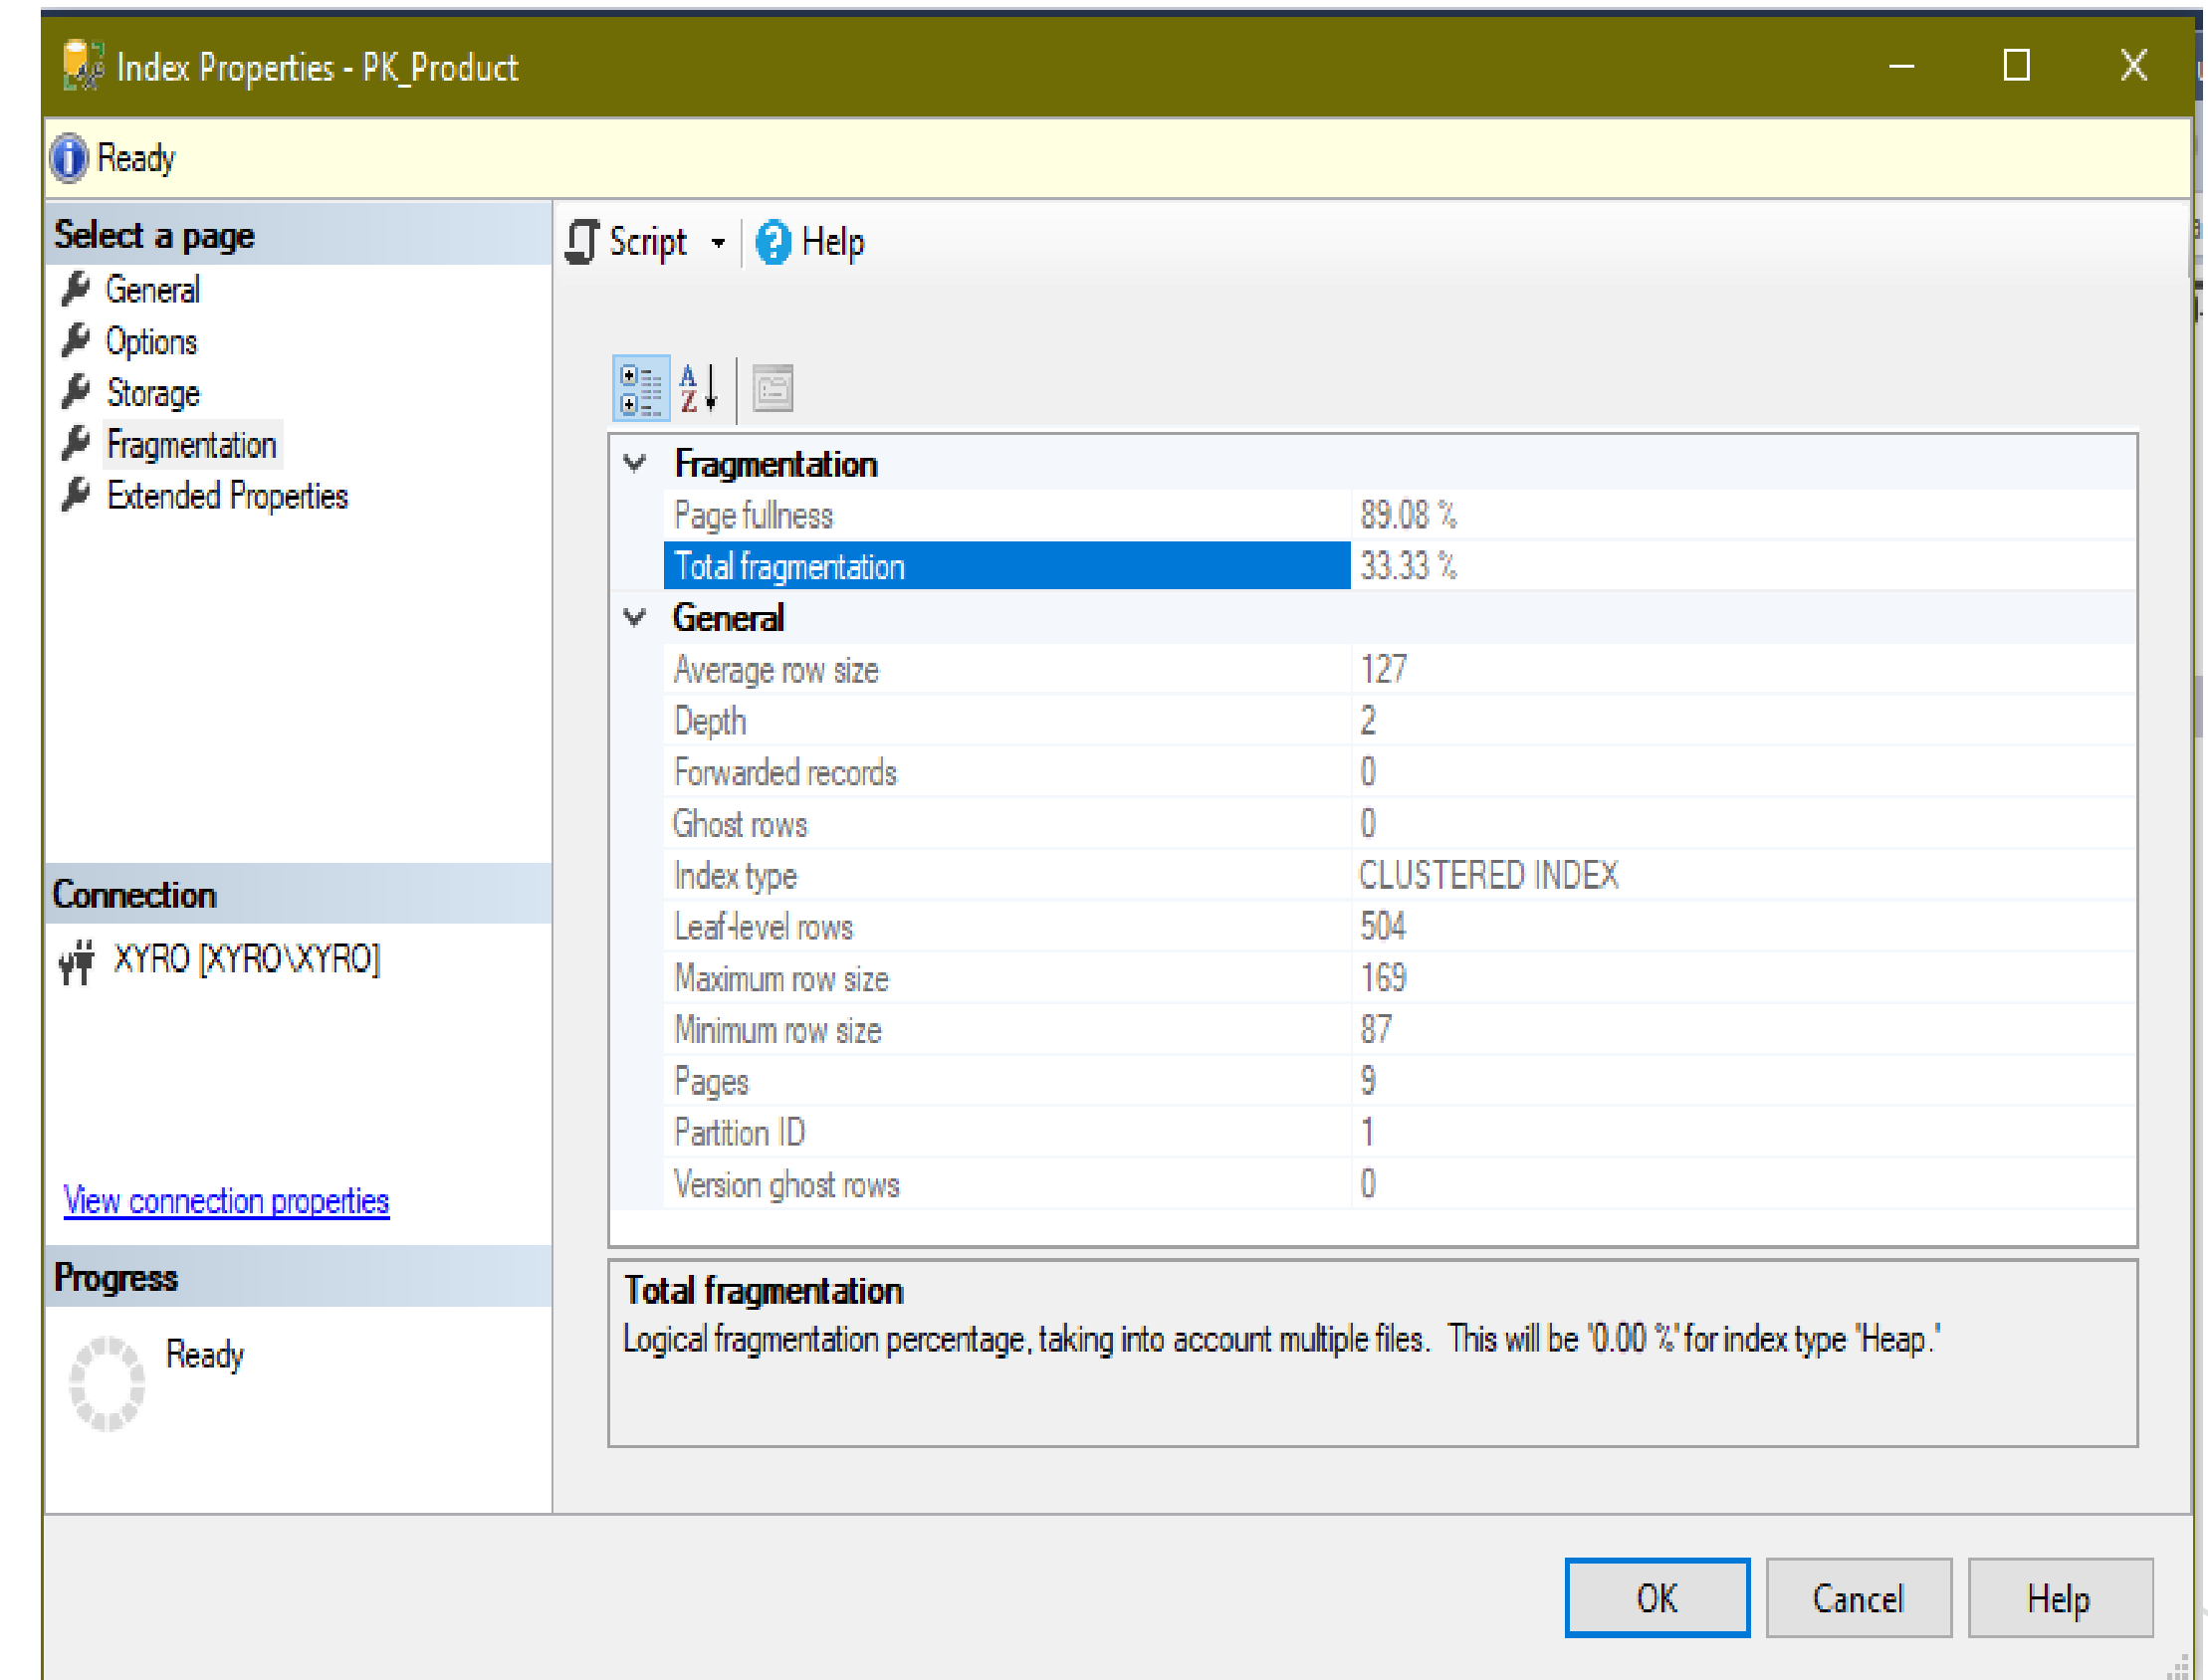 Index Properties - PK_Product
Ready
Select a page
General
Options
Storage
Fragmentation
Extended Properties
Connection
XYRO [XYRO\XYRO]
View connection properties
Progress
Ready
Script
Help
Fragmentation
Page fullness 89.08 %
Total fragmentation 33.33 %
General
Average row size 127
Depth 2
Forwarded records 0
Ghost rows 0
Index type CLUSTERED INDEX
Leaf-level rows 504
Maximum row size 169
Minimum row size 87
Pages 9
Partition ID 1
Version ghost rows 0
Total fragmentation
Logical fragmentation percentage, taking into account multiple files.  This will be '0.00 %' for index type 'Heap.'
OK Cancel Help